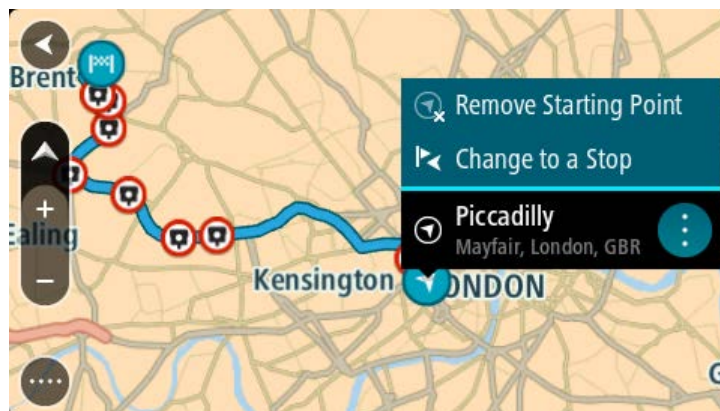 Brent
Remove Starting Point
Change to a Stop
Piccadilly
Mayfair, London, GBR
Ealing
Kensington
ONDON
G